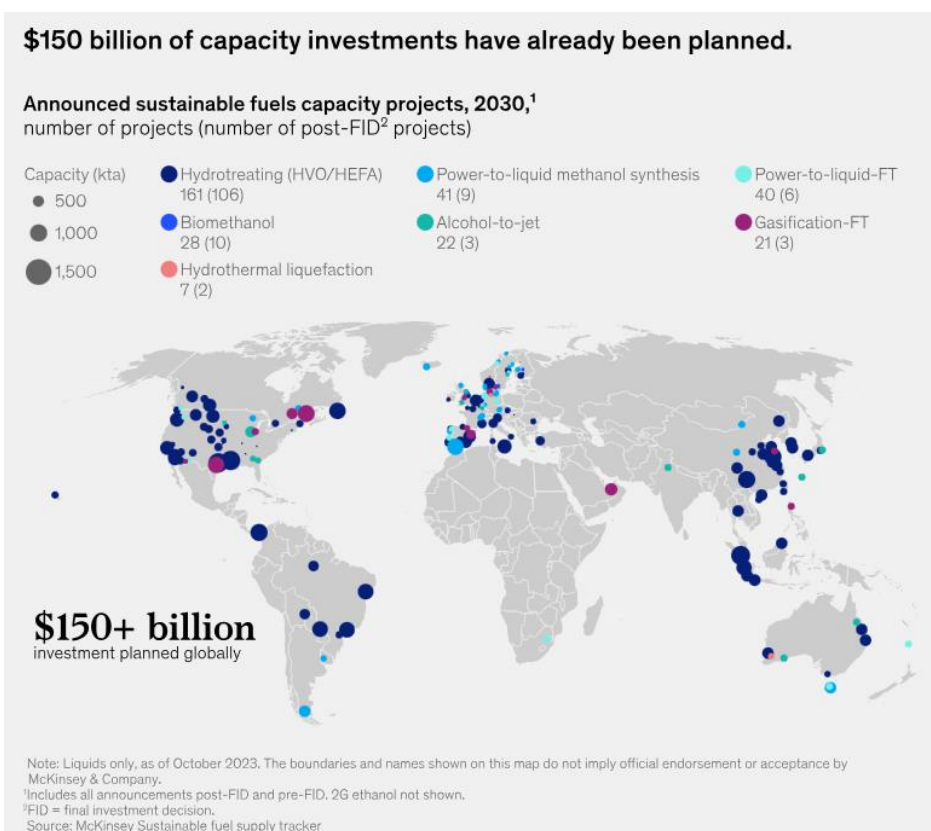 $150 billion of capacity investments have already been planned.
Announced sustainable fuels capacity projects, 2030,¹
number of projects (number of post-FID² projects)
Capacity (kta)
500
1,000
1,500
Hydrotreating (HVO/HEFA)
161 (106)
Biomethanol
28 (10)
Hydrothermal liquefaction
7 (2)
Power-to-liquid methanol synthesis
41 (9)
Alcohol-to-jet
22 (3)
Power-to-liquid-FT
40 (6)
Gasification-FT
21 (3)
$150+ billion
investment planned globally
Note: Liquids only, as of October 2023. The boundaries and names shown on this map do not imply official endorsement or acceptance by
McKinsey & Company.
¹Includes all announcements post-FID and pre-FID. 2G ethanol not shown.
²FID = final investment decision.
Source: McKinsey Sustainable fuel supply tracker